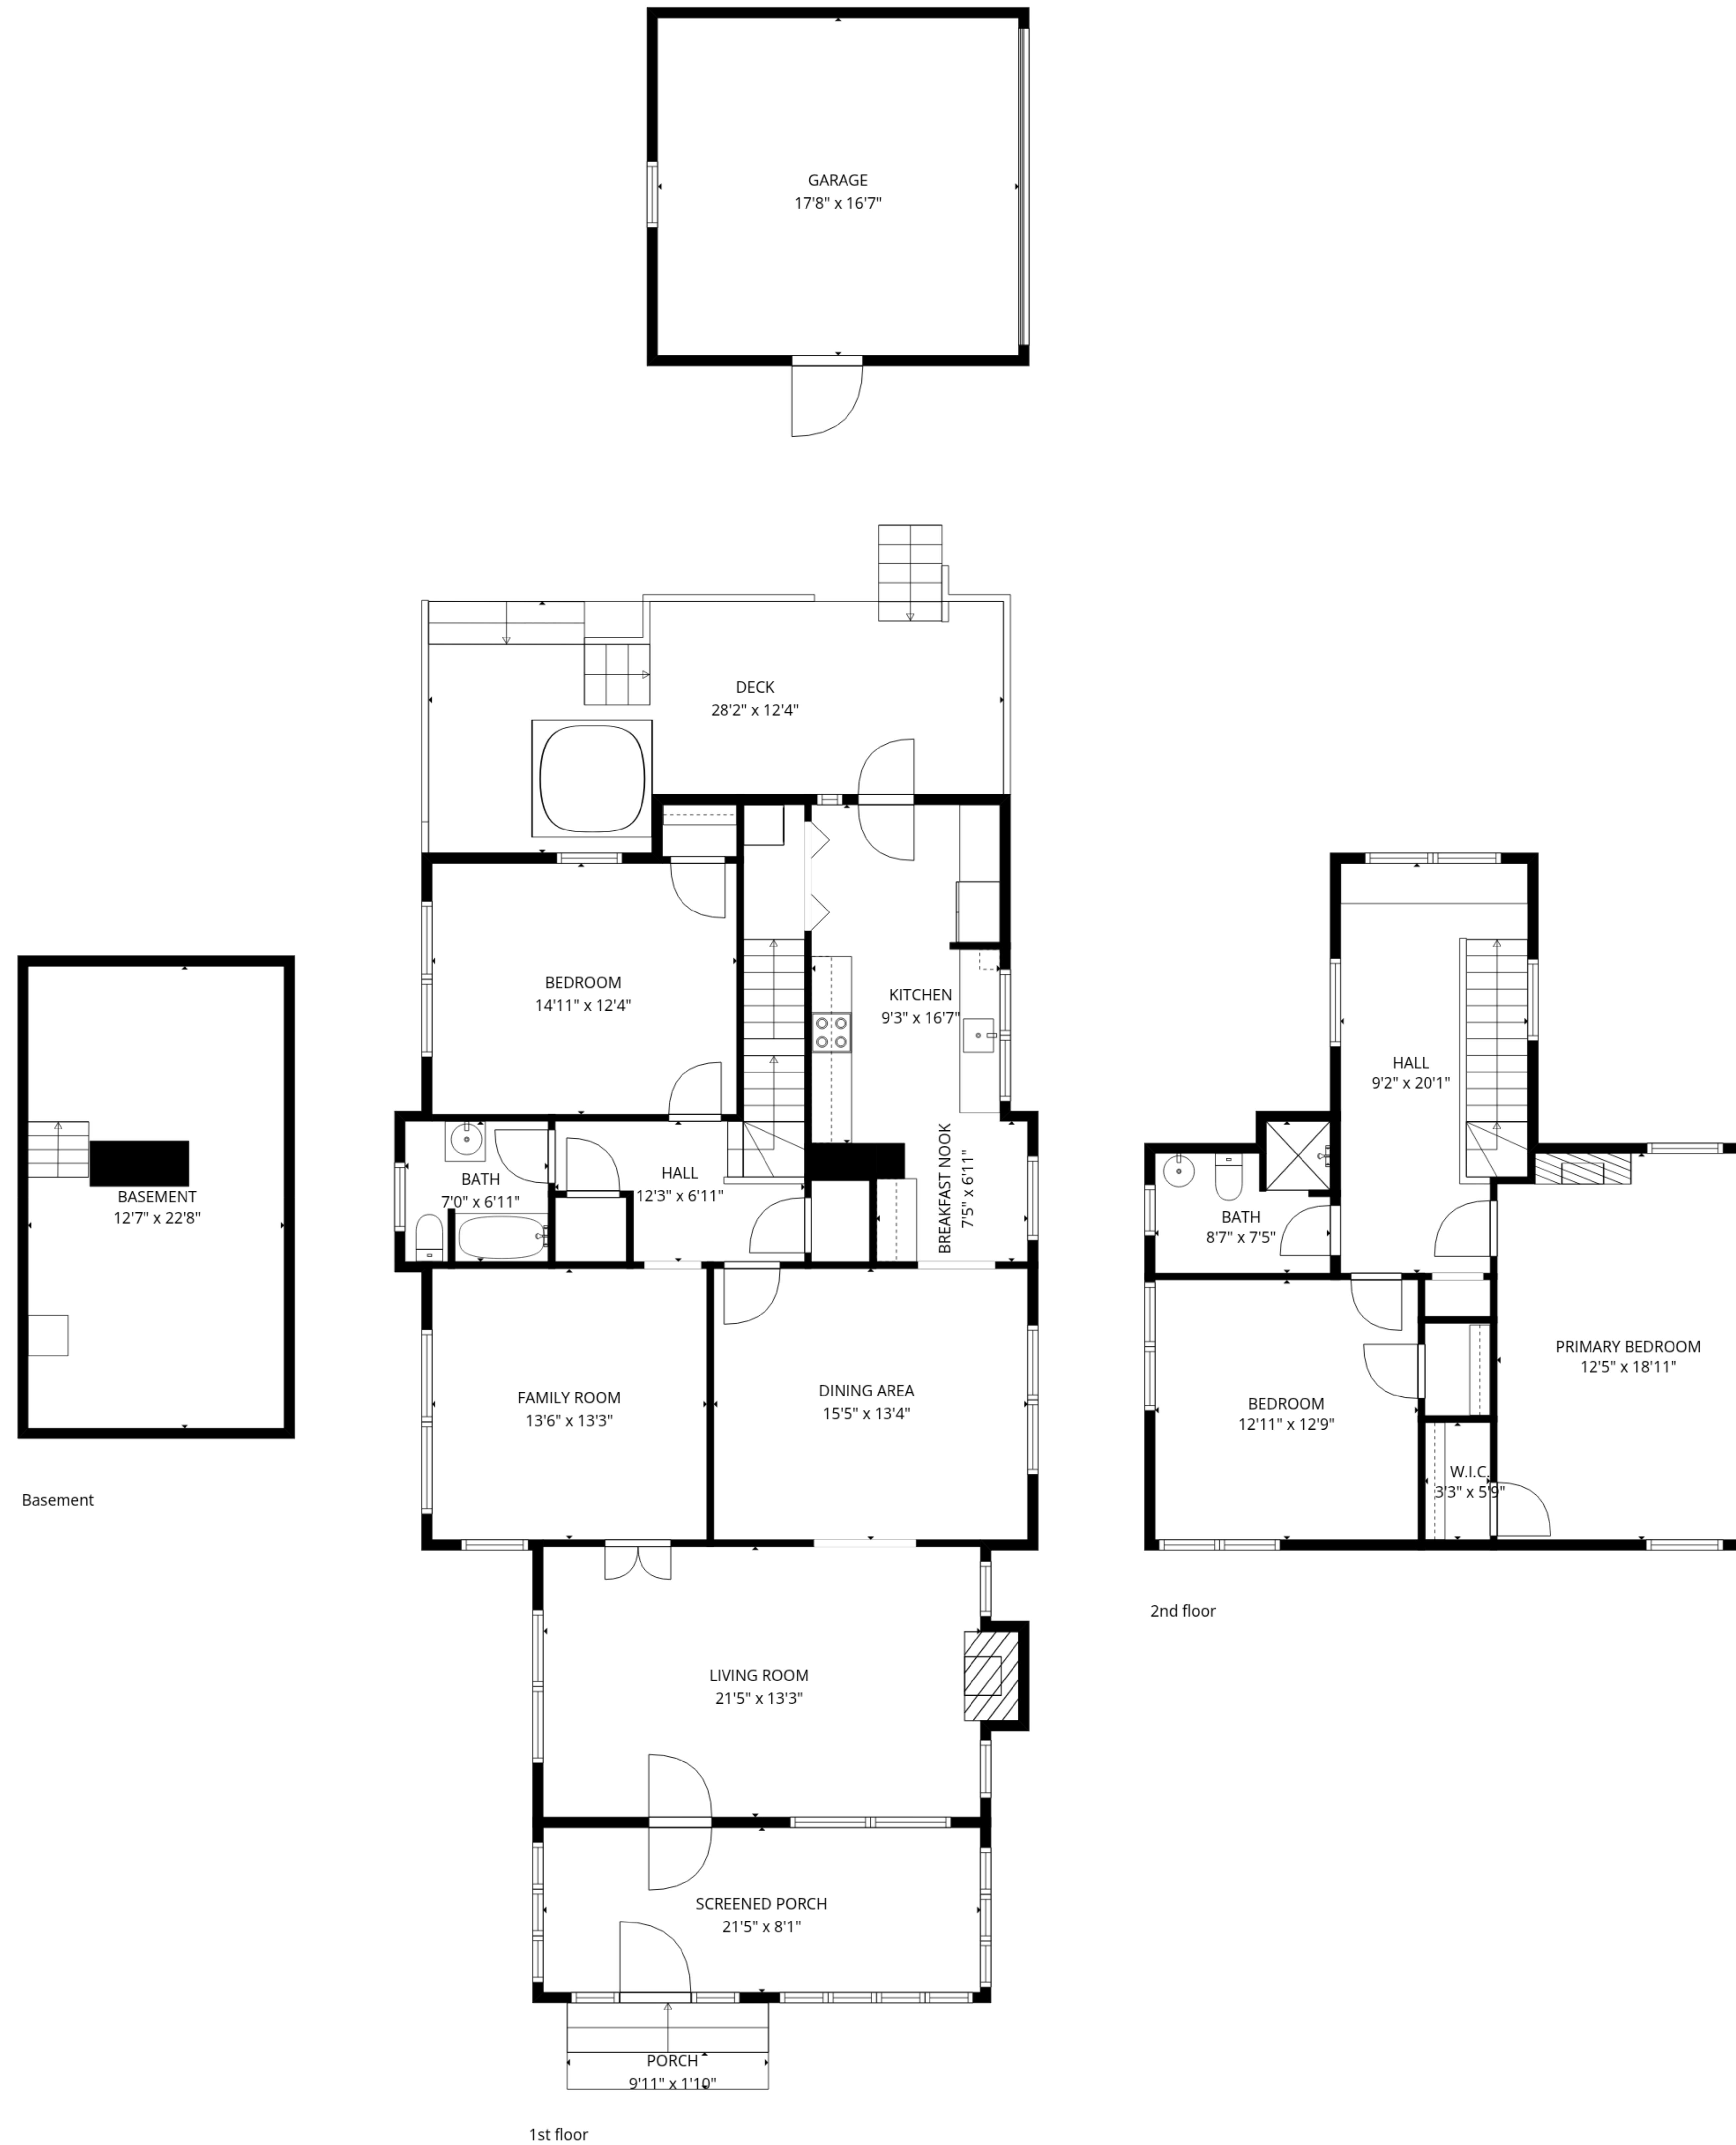 GARAGE
17'8" x 16'7"
DECK
28'2" x 12'4"
BEDROOM
14'11" x 12'4"
KITCHEN
9'3" x 16'7"
HALL
9'2" x 20'1"
BATH
7'0" x 6'11"
HALL
12'3" x 6'11"
BREAKFAST NOOK
7'5" x 6'11"
BASEMENT
12'7" x 22'8"
BATH
8'7" x 7'5"
FAMILY ROOM
13'6" x 13'3"
DINING AREA
15'5" x 13'4"
PRIMARY BEDROOM
12'5" x 18'11"
BEDROOM
12'11" x 12'9"
W.I.C.
3'3" x 5'9"
Basement
2nd floor
LIVING ROOM
21'5" x 13'3"
SCREENED PORCH
21'5" x 8'1"
PORCH
9'11" x 1'10"
1st floor